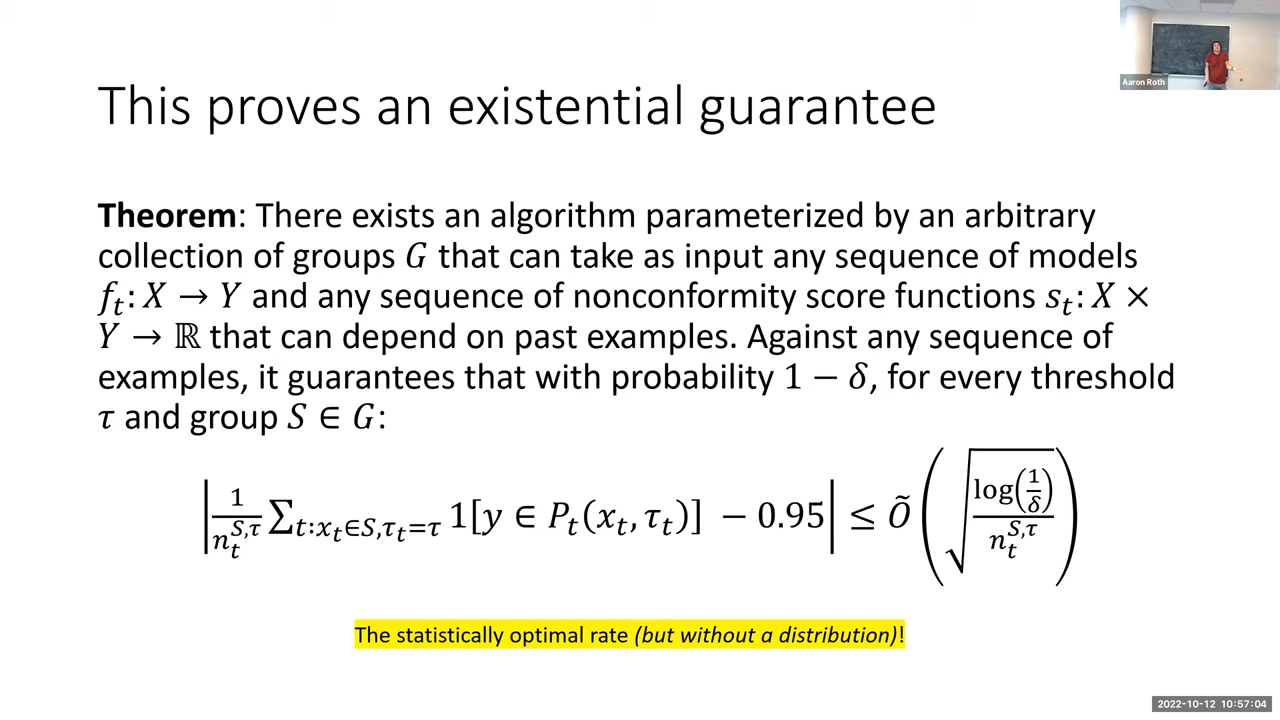 Aaron Roth
This proves an existential guarantee
Theorem: There exists an algorithm parameterized by an arbitrary
collection of groups G that can take as input any sequence of models
f_t: X → Y and any sequence of nonconformity score functions s_t: X ×
Y → ℝ that can depend on past examples. Against any sequence of
examples, it guarantees that with probability 1 − δ, for every threshold
τ and group S ∈ G:
|1/n_t^{S,τ} ∑_{t:x_t∈S,τ_t=τ} 1[y ∈ P_t(x_t, τ_t)] − 0.95| ≤ Õ(√(log(1/δ)/n_t^{S,τ}))
The statistically optimal rate (but without a distribution)!
2022-10-12 10:57:04